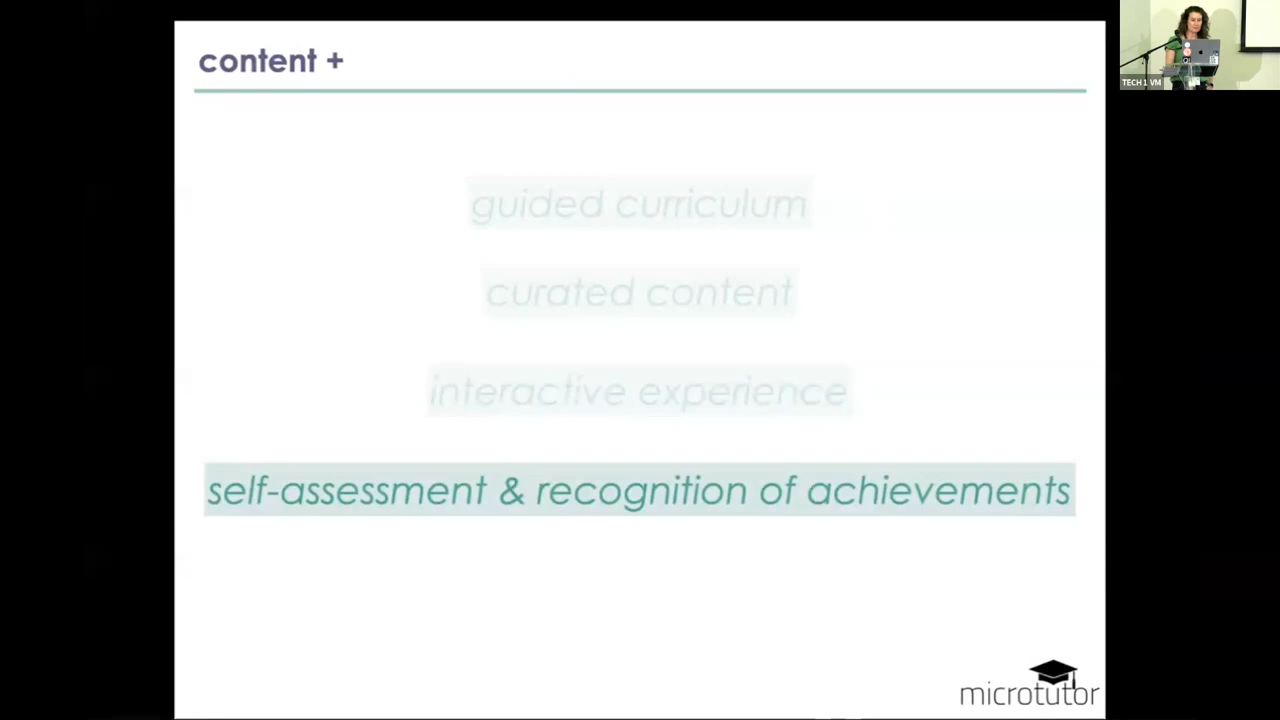 content +
TECH 1 VM
guided curriculum
curated content
interactive experience
self-assessment & recognition of achievements
microtutor